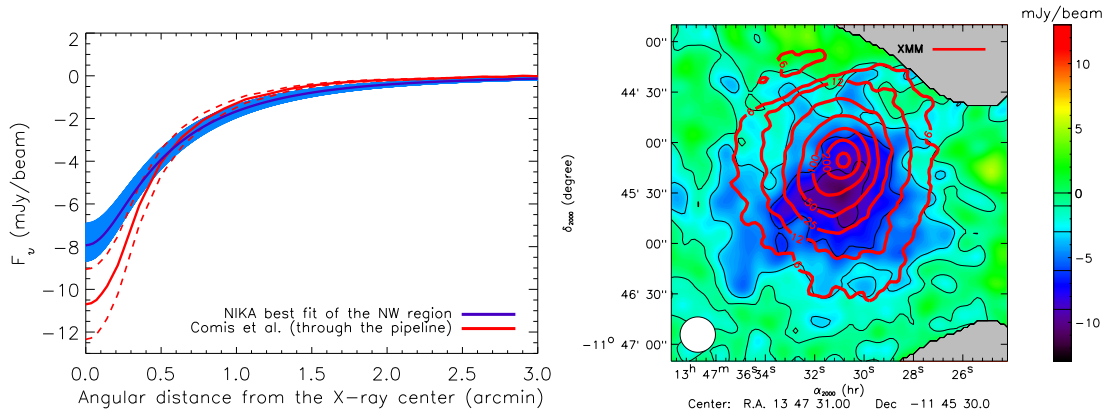 mJy/beam
2
0
-2
-4
-6
-8
-10
-12
F_ν (mJy/beam)
NIKA best fit of the NW region
Comis et al. (through the pipeline)
0.0 0.5 1.0 1.5 2.0 2.5 3.0
Angular distance from the X-ray center (arcmin)
XMM
00"
44' 30"
00"
45' 30"
00"
46' 30"
-11° 47' 00"
δ2000 (degree)
6
12
6
6
13ʰ 47ᵐ 36ˢ 34ˢ 32ˢ 30ˢ 28ˢ 26ˢ
α2000 (hr)
Center: R.A. 13 47 31.00 Dec -11 45 30.0
10
5
0
-5
-10